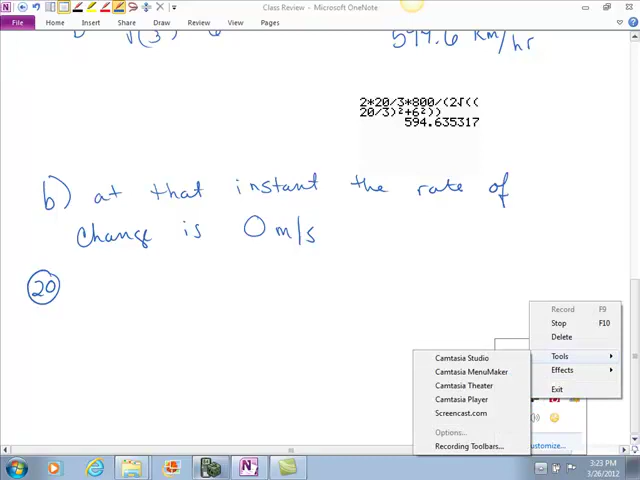 Class Review - Microsoft OneNote
File Home Insert Share Draw Review View Pages
√(3) 6
594.6 km/hr
2*20/3*800/(2√((
20/3)²+6²))
594.635317
b) at that instant the rate of
change is 0 m/s
20
Record F9
Stop F10
Delete
Tools
Effects
Exit
Camtasia Studio
Camtasia MenuMaker
Camtasia Theater
Camtasia Player
Screencast.com
Options...
Recording Toolbars...
Customize...
3:23 PM
3/26/2012